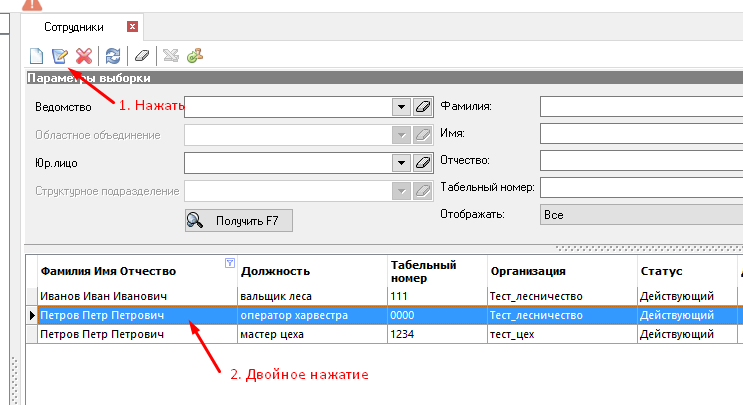 Сотрудники
Параметры выборки
1. Нажать
Ведомство
Фамилия:
Областное объединение
Имя:
Юр.лицо
Отчество:
Структурное подразделение
Табельный номер:
Получить F7
Отображать:
Все
Фамилия Имя Отчество
Должность
Табельный
номер
Организация
Статус
Иванов Иван Иванович вальщик леса 111 Тест_лесничество Действующий
Петров Петр Петрович оператор харвестра 0000 Тест_лесничество Действующий
Петров Петр Петрович мастер цеха 1234 тест_цех Действующий
2. Двойное нажатие